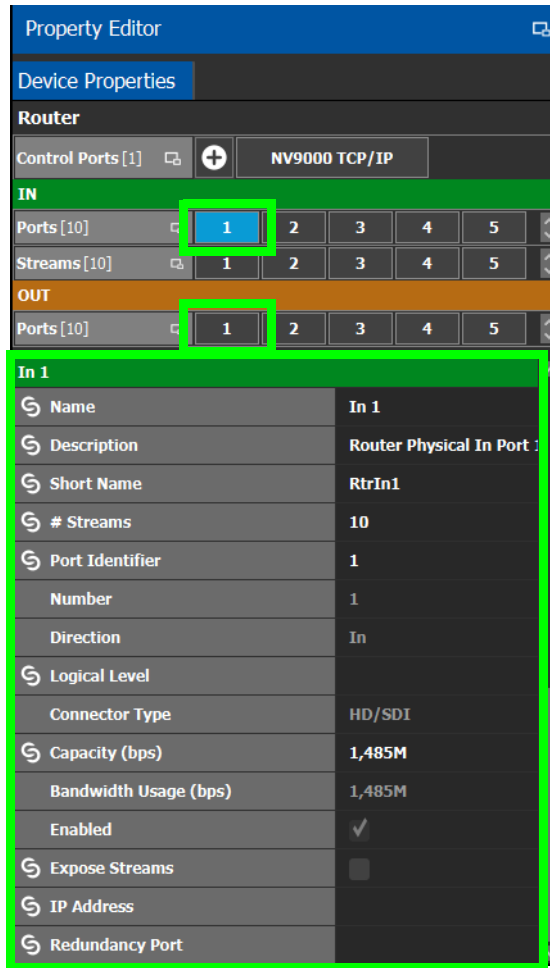 Property Editor
Device Properties
Router
Control Ports [1] NV9000 TCP/IP
IN
Ports [10] 1 2 3 4 5
Streams [10] 1 2 3 4 5
OUT
Ports [10] 1 2 3 4 5
In 1
Name In 1
Description Router Physical In Port 1
Short Name RtrIn1
# Streams 10
Port Identifier 1
Number 1
Direction In
Logical Level
Connector Type HD/SDI
Capacity (bps) 1,485M
Bandwidth Usage (bps) 1,485M
Enabled
Expose Streams
IP Address
Redundancy Port